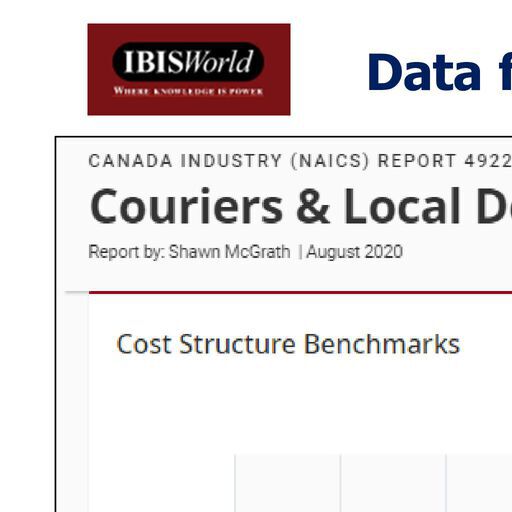 IBISWorld
WHERE KNOWLEDGE IS POWER
Data f
CANADA INDUSTRY (NAICS) REPORT 4922
Couriers & Local D
Report by: Shawn McGrath | August 2020
Cost Structure Benchmarks